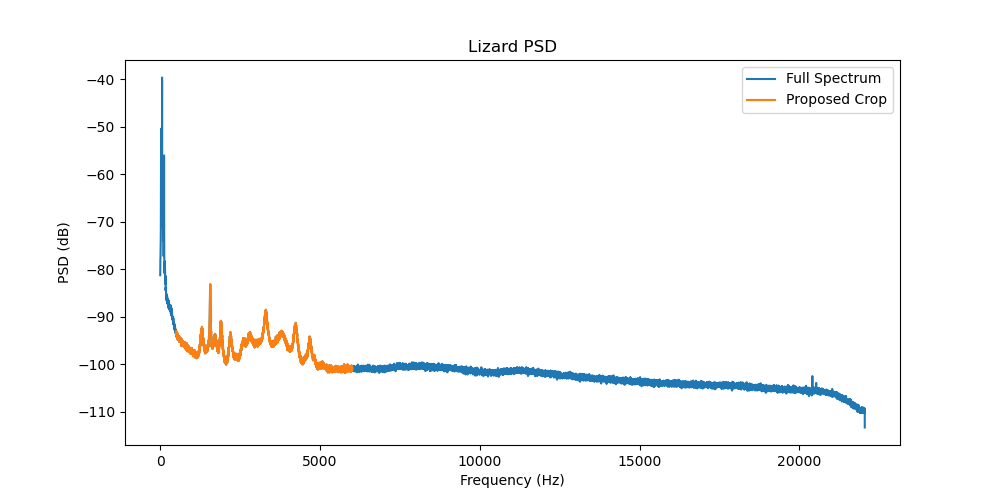 Lizard PSD
Full Spectrum
Proposed Crop
PSD (dB)
−40
−50
−60
−70
−80
−90
−100
−110
0 5000 10000 15000 20000
Frequency (Hz)